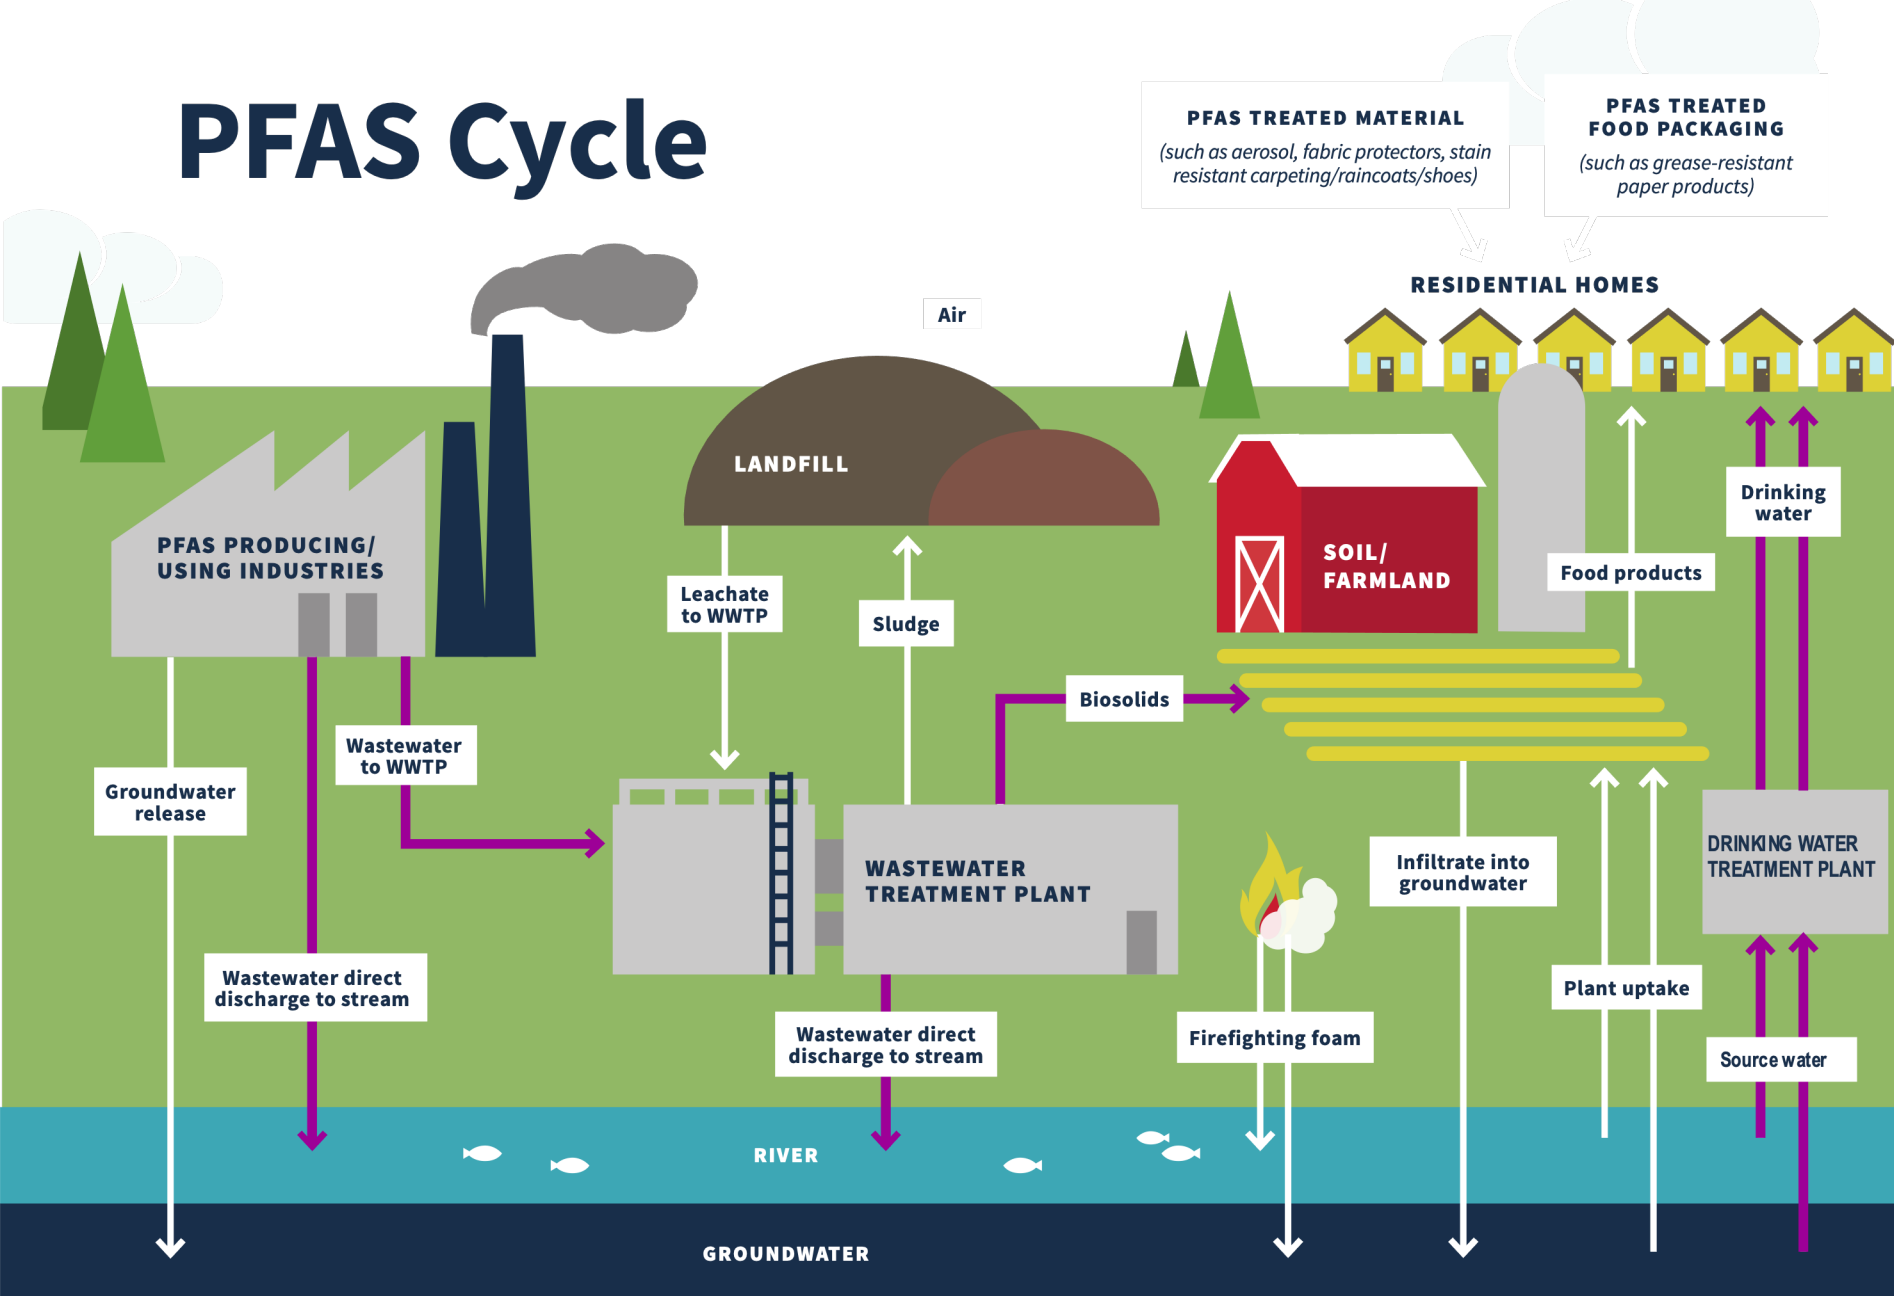 PFAS Cycle
PFAS TREATED MATERIAL
(such as aerosol, fabric protectors, stain
resistant carpeting/raincoats/shoes)
PFAS TREATED
FOOD PACKAGING
(such as grease-resistant
paper products)
RESIDENTIAL HOMES
Air
LANDFILL
PFAS PRODUCING/
USING INDUSTRIES
Leachate
to WWTP
Sludge
SOIL/
FARMLAND
Food products
Drinking
water
Biosolids
Wastewater
to WWTP
Groundwater
release
WASTEWATER
TREATMENT PLANT
Infiltrate into
groundwater
DRINKING WATER
TREATMENT PLANT
Wastewater direct
discharge to stream
Wastewater direct
discharge to stream
Firefighting foam
Plant uptake
Source water
RIVER
GROUNDWATER